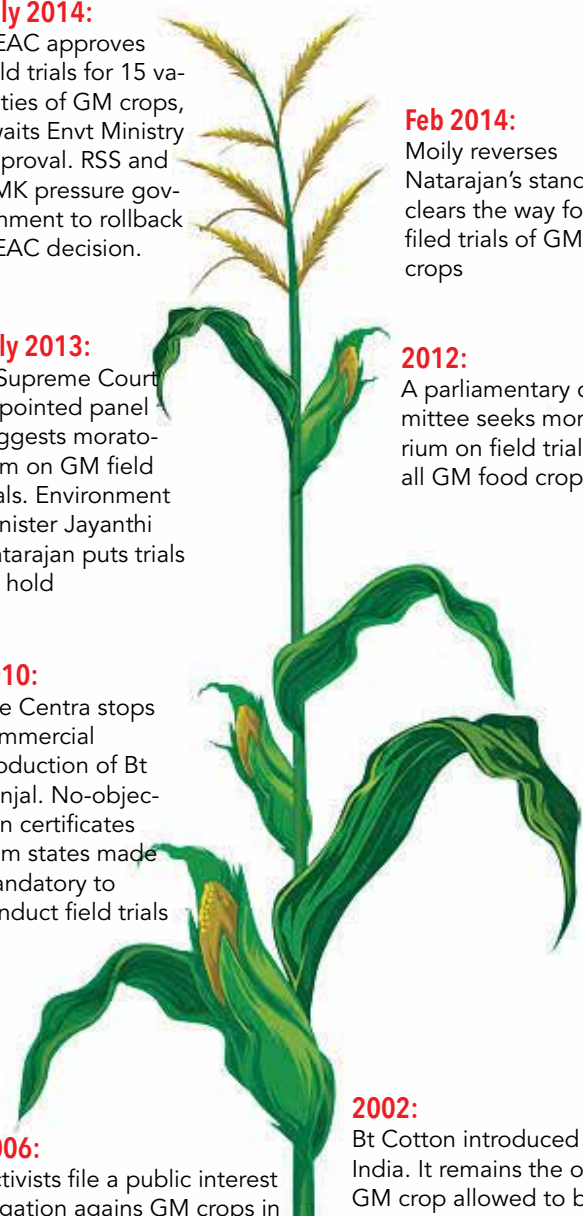 ly 2014:
EAC approves
ld trials for 15 va-
ties of GM crops,
waits Envt Ministry
proval. RSS and
MK pressure gov-
nment to rollback
EAC decision.
Feb 2014:
Moily reverses
Natarajan's stand
clears the way fo
filed trials of GM
crops
ly 2013:
Supreme Court
pointed panel
ggests morato-
m on GM field
als. Environment
nister Jayanthi
tarajan puts trials
hold
2012:
A parliamentary c
mittee seeks mor
rium on field trial
all GM food crop
10:
e Centra stops
mmercial
oduction of Bt
njal. No-objec-
n certificates
m states made
andatory to
nduct field trials
06:
tivists file a public interest
gation agains GM crops in
2002:
Bt Cotton introduced
India. It remains the o
GM crop allowed to b